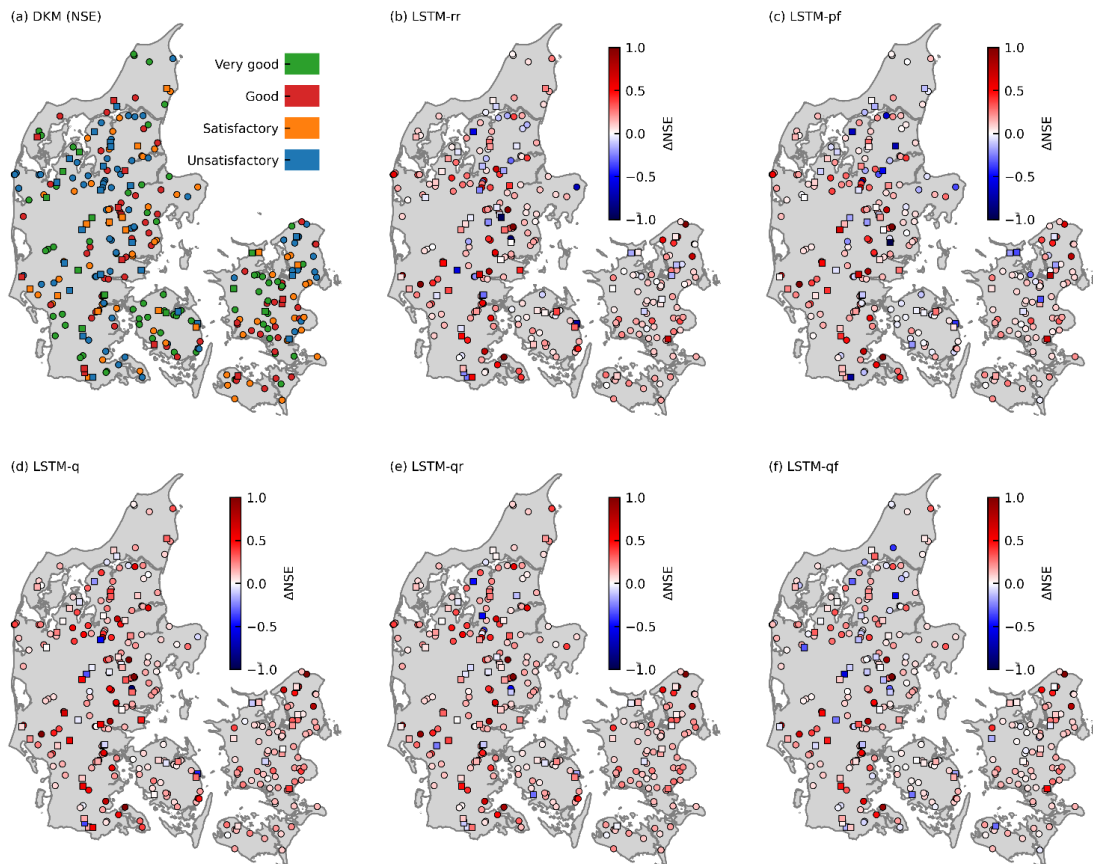 (a) DKM (NSE)
Very good
Good
Satisfactory
Unsatisfactory
(b) LSTM-rr
1.0
0.5
0.0
−0.5
−1.0
ΔNSE
(c) LSTM-pf
1.0
0.5
0.0
−0.5
−1.0
ΔNSE
(d) LSTM-q
1.0
0.5
0.0
−0.5
−1.0
ΔNSE
(e) LSTM-qr
1.0
0.5
0.0
−0.5
−1.0
ΔNSE
(f) LSTM-qf
1.0
0.5
0.0
−0.5
−1.0
ΔNSE